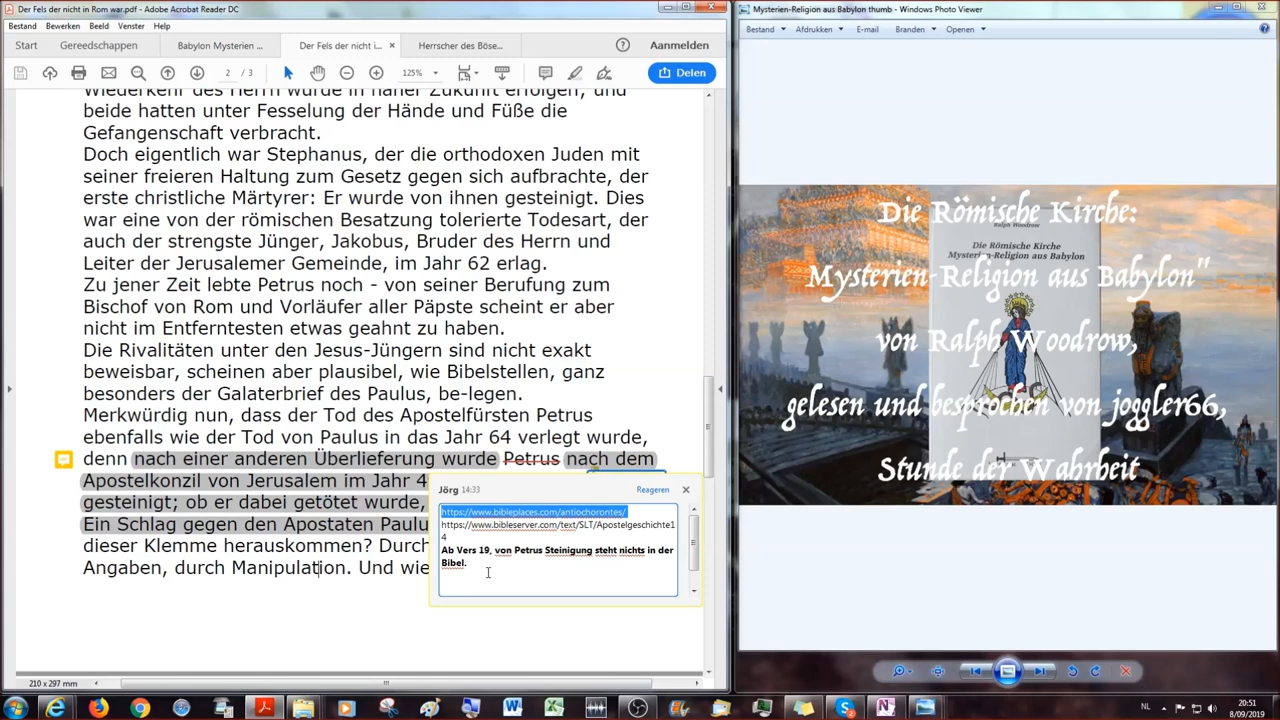 Der Fels der nicht in Rom war.pdf - Adobe Acrobat Reader DC
Bestand Bewerken Beeld Venster Help
Start Gereedschappen Babylon Mysterien ... Der Fels der nicht i... × Herrscher des Böse... Aanmelden
2 / 3 125% Delen
Wiederkehr des Herrn würde in naher Zukunft erfolgen, und
beide hatten unter Fesselung der Hände und Füße die
Gefangenschaft verbracht.
Doch eigentlich war Stephanus, der die orthodoxen Juden mit
seiner freieren Haltung zum Gesetz gegen sich aufbrachte, der
erste christliche Märtyrer: Er wurde von ihnen gesteinigt. Dies
war eine von der römischen Besatzung tolerierte Todesart, der
auch der strengste Jünger, Jakobus, Bruder des Herrn und
Leiter der Jerusalemer Gemeinde, im Jahr 62 erlag.
Zu jener Zeit lebte Petrus noch - von seiner Berufung zum
Bischof von Rom und Vorläufer aller Päpste scheint er aber
nicht im Entferntesten etwas geahnt zu haben.
Die Rivalitäten unter den Jesus-Jüngern sind nicht exakt
beweisbar, scheinen aber plausibel, wie Bibelstellen, ganz
besonders der Galaterbrief des Paulus, be-legen.
Merkwürdig nun, dass der Tod des Apostelfürsten Petrus
ebenfalls wie der Tod von Paulus in das Jahr 64 verlegt wurde,
denn nach einer anderen Überlieferung wurde Petrus nach dem
Apostelkonzil von Jerusalem im Jahr 4
gesteinigt; ob er dabei getötet wurde,
Ein Schlag gegen den Apostaten Paulu
dieser Klemme herauskommen? Durch
Angaben, durch Manipulation. Und wie
Jörg 14:33 Reageren
https://www.bibleplaces.com/antiochorontes/
https://www.bibleserver.com/text/SLT/Apostelgeschichte1
4
Ab Vers 19, von Petrus Steinigung steht nichts in der
Bibel.
210 x 297 mm
Mysterien-Religion aus Babylon thumb - Windows Photo Viewer
Bestand Afdrukken E-mail Branden Openen
Die Römische Kirche:
Ralph Woodrow
Die Römische Kirche
Mysterien-Religion aus Babylon
Mysterien-Religion aus Babylon"
von Ralph Woodrow,
gelesen und besprochen von joggler66,
Stunde der Wahrheit
NL
20:51
8/09/2019